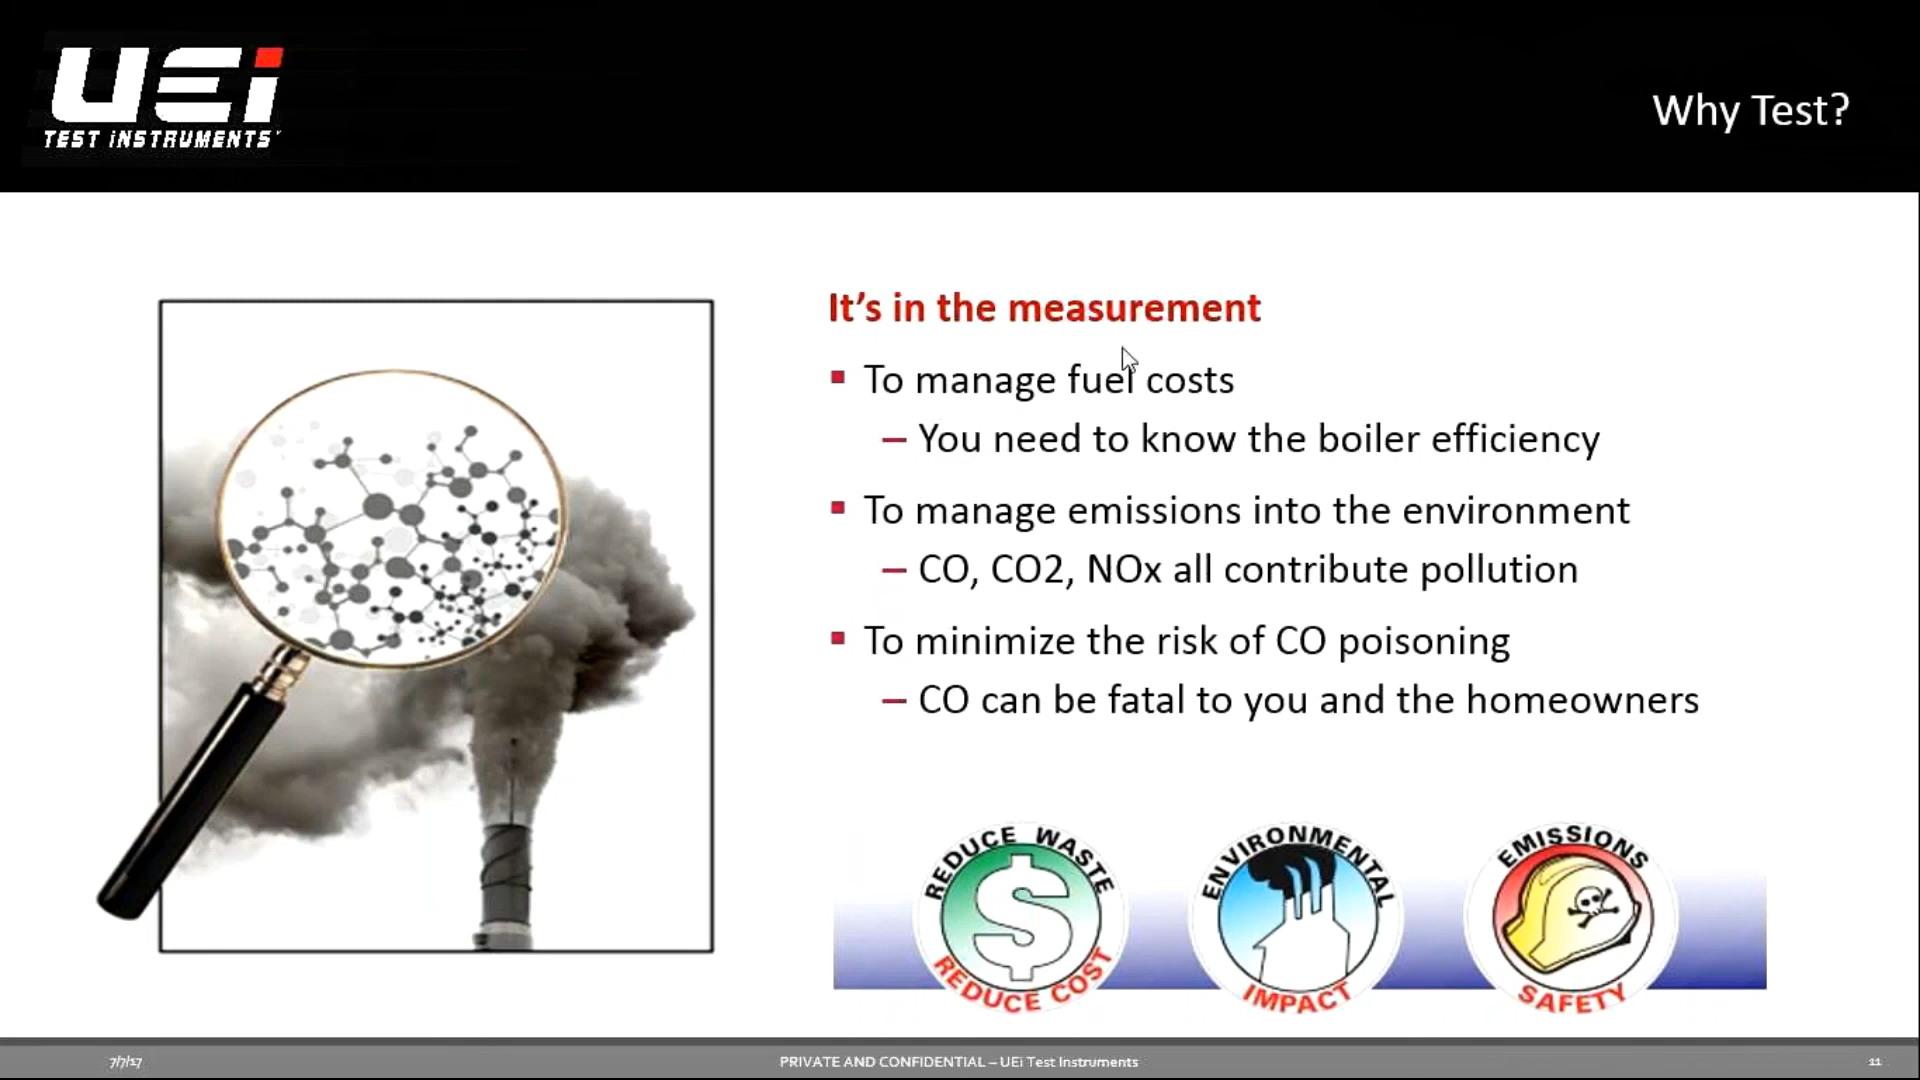 UEi
TEST iNSTRUMENTS
Why Test?
It's in the measurement
▪ To manage fuel costs
– You need to know the boiler efficiency
▪ To manage emissions into the environment
– CO, CO2, NOx all contribute pollution
▪ To minimize the risk of CO poisoning
– CO can be fatal to you and the homeowners
REDUCE WASTE
REDUCE COST
ENVIRONMENTAL
IMPACT
EMISSIONS
SAFETY
7/7/17
PRIVATE AND CONFIDENTIAL – UEi Test Instruments
11